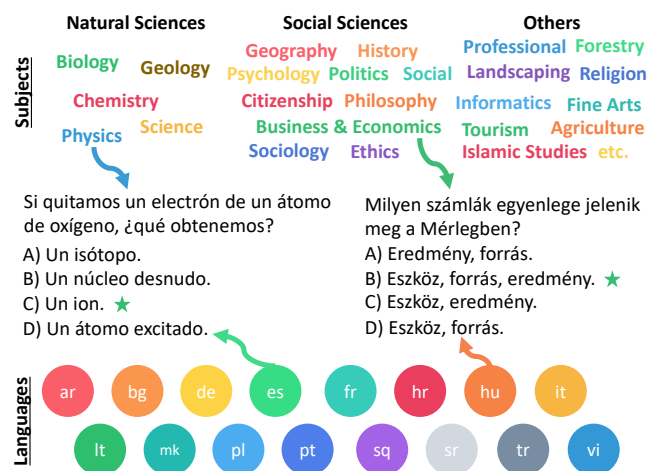 Natural Sciences
Social Sciences
Others
Subjects
Biology
Geology
Chemistry
Science
Physics
Geography
History
Psychology
Politics
Social
Citizenship
Philosophy
Business & Economics
Sociology
Ethics
Professional
Forestry
Landscaping
Religion
Informatics
Fine Arts
Tourism
Agriculture
Islamic Studies
etc.
Si quitamos un electrón de un átomo
de oxígeno, ¿qué obtenemos?
A) Un isótopo.
B) Un núcleo desnudo.
C) Un ion.
D) Un átomo excitado.
Milyen számlák egyenlege jelenik
meg a Mérlegben?
A) Eredmény, forrás.
B) Eszköz, forrás, eredmény.
C) Eszköz, eredmény.
D) Eszköz, forrás.
Languages
ar
bg
de
es
fr
hr
hu
it
lt
mk
pl
pt
sq
sr
tr
vi